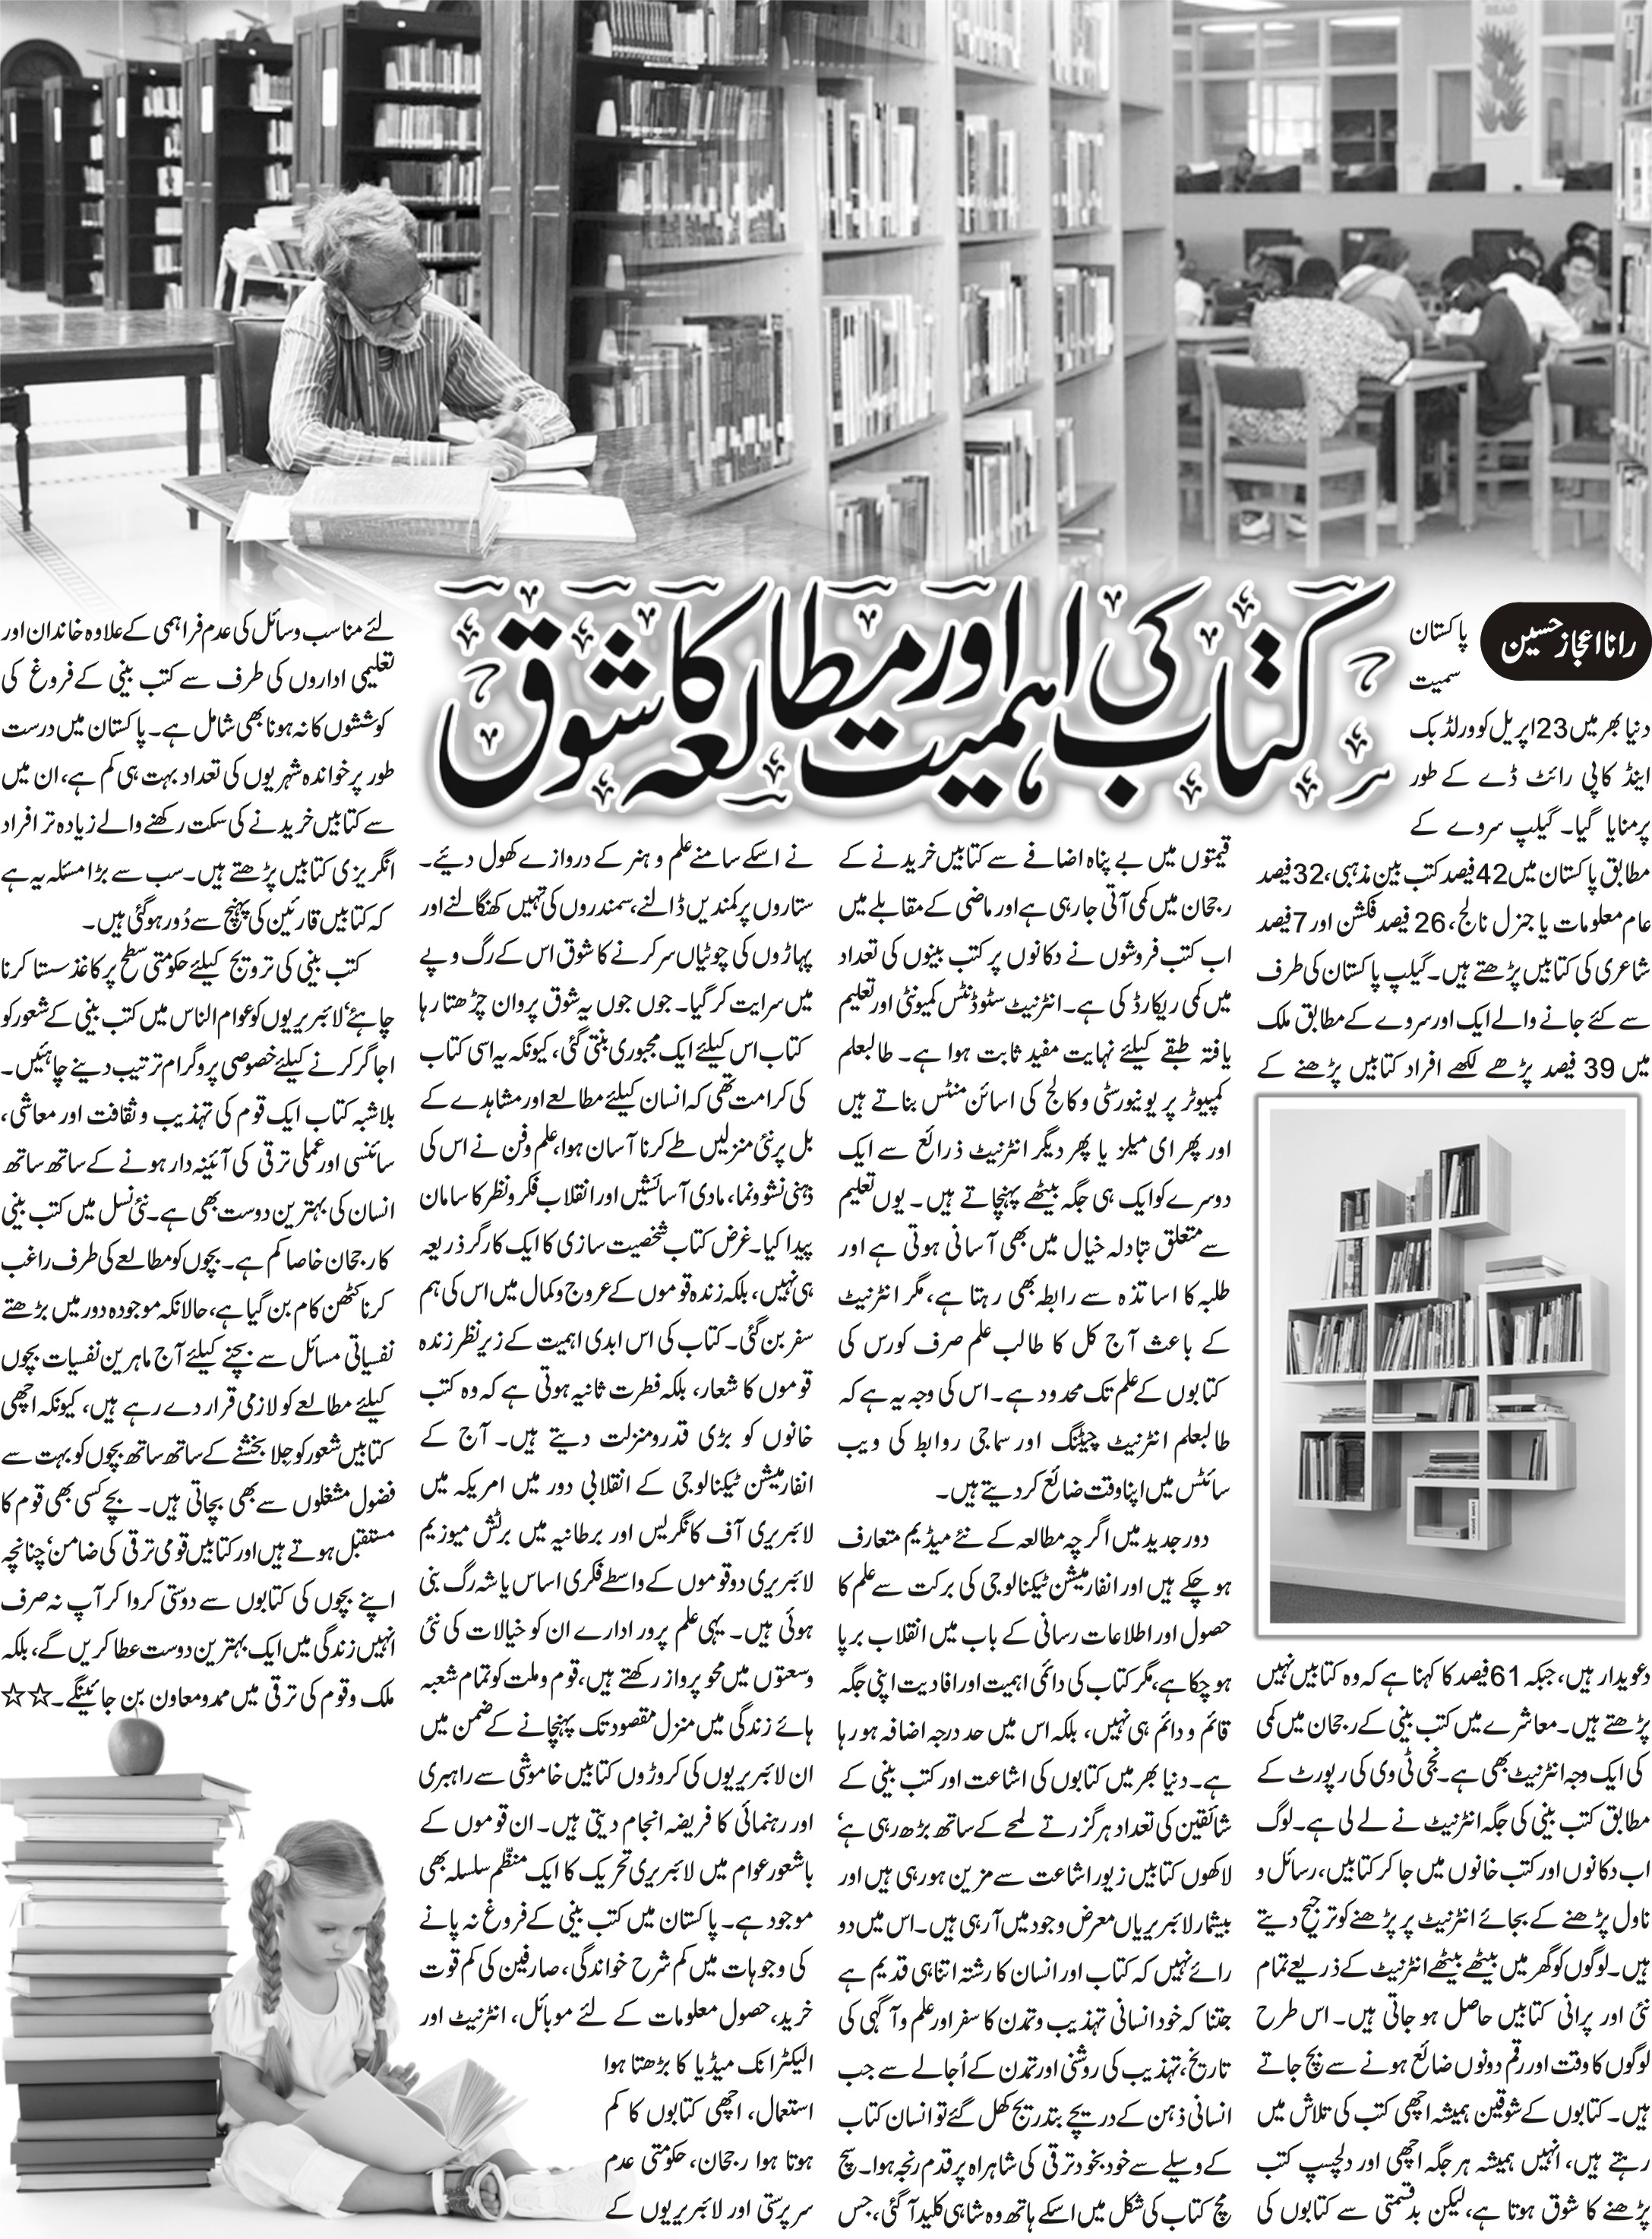 کتاب کی اہمیت اور مطالعہ کا شوق
رانا اعجاز حسین
پاکستان
سمیت
دنیا بھر میں 23 اپریل کو ورلڈ بک
اینڈ کاپی رائٹ ڈے کے طور
پر منایا گیا۔ گیلپ سروے کے
مطابق پاکستان میں 42 فیصد کتب بین مذہبی، 32 فیصد
عام معلومات یا جنرل نالج، 26 فیصد فکشن اور 7 فیصد
شاعری کی کتابیں پڑھتے ہیں۔ گیلپ پاکستان کی طرف
سے کئے جانے والے ایک اور سروے کے مطابق ملک
میں 39 فیصد پڑھے لکھے افراد کتابیں پڑھنے کے
دعویدار ہیں، جبکہ 61 فیصد کا کہنا ہے کہ وہ کتابیں نہیں
پڑھتے ہیں۔ معاشرے میں کتب بینی کے رجحان میں کمی
کی ایک وجہ انٹرنیٹ بھی ہے۔ نجی ٹی وی کی رپورٹ کے
مطابق کتب بینی کی جگہ انٹرنیٹ نے لے لی ہے۔ لوگ
اب دکانوں اور کتب خانوں میں جا کر کتابیں، رسائل و
ناول پڑھنے کے بجائے انٹرنیٹ پر پڑھنے کو ترجیح دیتے
ہیں۔ لوگوں کو گھر میں بیٹھے بیٹھے انٹرنیٹ کے ذریعے تمام
نئی اور پرانی کتابیں حاصل ہو جاتی ہیں۔ اس طرح
لوگوں کا وقت اور رقم دونوں ضائع ہونے سے بچ جاتے
ہیں۔ کتابوں کے شوقین ہمیشہ اچھی کتب کی تلاش میں
رہتے ہیں، انہیں ہمیشہ ہر جگہ اچھی اور دلچسپ کتب
پڑھنے کا شوق ہوتا ہے، لیکن بدقسمتی سے کتابوں کی
قیمتوں میں بے پناہ اضافے سے کتابیں خریدنے کے
رجحان میں کمی آتی جا رہی ہے اور ماضی کے مقابلے میں
اب کتب فروشوں نے دکانوں پر کتب بینوں کی تعداد
میں کمی ریکارڈ کی ہے۔ انٹرنیٹ سٹوڈنٹس کمیونٹی اور تعلیم
یافتہ طبقے کیلئے نہایت مفید ثابت ہوا ہے۔ طالبعلم
کمپیوٹر پر یونیورسٹی و کالج کی اسائن منٹس بناتے ہیں
اور پھر ای میلز یا پھر دیگر انٹرنیٹ ذرائع سے ایک
دوسرے کو ایک ہی جگہ بیٹھے پہنچاتے ہیں۔ یوں تعلیم
سے متعلق تبادلہ خیال میں بھی آسانی ہوتی ہے اور
طلبہ کا اساتذہ سے رابطہ بھی رہتا ہے، مگر انٹرنیٹ
کے باعث آج کل کا طالب علم صرف کورس کی
کتابوں کے علم تک محدود ہے۔ اس کی وجہ یہ ہے کہ
طالبعلم انٹرنیٹ چیٹنگ اور سماجی روابط کی ویب
سائٹس میں اپنا وقت ضائع کر دیتے ہیں۔
دور جدید میں اگرچہ مطالعہ کے نئے میڈیم متعارف
ہو چکے ہیں اور انفارمیشن ٹیکنالوجی کی برکت سے علم کا
حصول اور اطلاعات رسانی کے باب میں انقلاب برپا
ہو چکا ہے، مگر کتاب کی دائمی اہمیت اور افادیت اپنی جگہ
قائم و دائم ہی نہیں، بلکہ اس میں حد درجہ اضافہ ہو رہا
ہے۔ دنیا بھر میں کتابوں کی اشاعت اور کتب بینی کے
شائقین کی تعداد ہر گزرتے لمحے کے ساتھ بڑھ رہی ہے‘
لاکھوں کتابیں زیور اشاعت سے مزین ہو رہی ہیں اور
بیشمار لائبریریاں معرض وجود میں آ رہی ہیں۔ اس میں دو
رائے نہیں کہ کتاب اور انسان کا رشتہ اتنا ہی قدیم ہے
جتنا کہ خود انسانی تہذیب و تمدن کا سفر اور علم و آگہی کی
تاریخ، تہذیب کی روشنی اور تمدن کے اُجالے سے جب
انسانی ذہن کے دریچے بتدریج کھل گئے تو انسان کتاب
کے وسیلے سے خود بخود ترقی کی شاہراہ پر قدم رنجہ ہوا۔ سچ
مچ کتاب کی شکل میں اسکے ہاتھ وہ شاہی کلید آ گئی، جس
نے اسکے سامنے علم و ہنر کے دروازے کھول دیئے۔
ستاروں پر کمندیں ڈالنے، سمندروں کی تہیں کھنگالنے اور
پہاڑوں کی چوٹیاں سر کرنے کا شوق اس کے رگ و پے
میں سرایت کر گیا۔ جوں جوں یہ شوق پروان چڑھتا رہا
کتاب اس کیلئے ایک مجبوری بنتی گئی، کیونکہ یہ اسی کتاب
کی کرامت تھی کہ انسان کیلئے مطالعے اور مشاہدے کے
بل پر نئی منزلیں طے کرنا آسان ہوا، علم و فن نے اس کی
ذہنی نشوونما، مادی آسائشیں اور انقلاب فکر و نظر کا سامان
پیدا کیا۔ غرض کتاب شخصیت سازی کا ایک کارگر ذریعہ
ہی نہیں، بلکہ زندہ قوموں کے عروج و کمال میں اس کی ہم
سفر بن گئی۔ کتاب کی اس ابدی اہمیت کے زیر نظر زندہ
قوموں کا شعار، بلکہ فطرت ثانیہ ہوتی ہے کہ وہ کتب
خانوں کو بڑی قدر و منزلت دیتے ہیں۔ آج کے
انفارمیشن ٹیکنالوجی کے انقلابی دور میں امریکہ میں
لائبریری آف کانگریس اور برطانیہ میں برٹش میوزیم
لائبریری دو قوموں کے واسطے فکری اساس یا شہ رگ بنی
ہوئی ہیں۔ یہی علم پرور ادارے ان کو خیالات کی نئی
وسعتوں میں محو پرواز رکھتے ہیں، قوم و ملت کو تمام شعبہ
ہائے زندگی میں منزل مقصود تک پہنچانے کے ضمن میں
ان لائبریریوں کی کروڑوں کتابیں خاموشی سے راہبری
اور رہنمائی کا فریضہ انجام دیتی ہیں۔ ان قوموں کے
باشعور عوام میں لائبریری تحریک کا ایک منظّم سلسلہ بھی
موجود ہے۔ پاکستان میں کتب بینی کے فروغ نہ پانے
کی وجوہات میں کم شرح خواندگی، صارفین کی کم قوت
خرید، حصول معلومات کے لئے موبائل، انٹرنیٹ اور
الیکٹرانک میڈیا کا بڑھتا ہوا
استعمال، اچھی کتابوں کا کم
ہوتا ہوا رجحان، حکومتی عدم
سرپرستی اور لائبریریوں کے
لئے مناسب وسائل کی عدم فراہمی کے علاوہ خاندان اور
تعلیمی اداروں کی طرف سے کتب بینی کے فروغ کی
کوششوں کا نہ ہونا بھی شامل ہے۔ پاکستان میں درست
طور پر خواندہ شہریوں کی تعداد بہت ہی کم ہے، ان میں
سے کتابیں خریدنے کی سکت رکھنے والے زیادہ تر افراد
انگریزی کتابیں پڑھتے ہیں۔ سب سے بڑا مسئلہ یہ ہے
کہ کتابیں قارئین کی پہنچ سے دُور ہو گئی ہیں۔
کتب بینی کی ترویج کیلئے حکومتی سطح پر کاغذ سستا کرنا
چاہئے‘ لائبریریوں کو عوام الناس میں کتب بینی کے شعور کو
اجاگر کرنے کیلئے خصوصی پروگرام ترتیب دینے چاہئیں۔
بلاشبہ کتاب ایک قوم کی تہذیب و ثقافت اور معاشی،
سائنسی اور عملی ترقی کی آئینہ دار ہونے کے ساتھ ساتھ
انسان کی بہترین دوست بھی ہے۔ نئی نسل میں کتب بینی
کا رجحان خاصا کم ہے۔ بچوں کو مطالعے کی طرف راغب
کرنا کٹھن کام بن گیا ہے، حالانکہ موجودہ دور میں بڑھتے
نفسیاتی مسائل سے بچنے کیلئے آج ماہرین نفسیات بچوں
کیلئے مطالعے کو لازمی قرار دے رہے ہیں، کیونکہ اچھی
کتابیں شعور کو جِلا بخشنے کے ساتھ ساتھ بچوں کو بہت سے
فضول مشغلوں سے بھی بچاتی ہیں۔ بچے کسی بھی قوم کا
مستقبل ہوتے ہیں اور کتابیں قومی ترقی کی ضامن‘ چنانچہ
اپنے بچوں کی کتابوں سے دوستی کروا کر آپ نہ صرف
انہیں زندگی میں ایک بہترین دوست عطا کریں گے، بلکہ
ملک و قوم کی ترقی میں ممد و معاون بن جائینگے۔☆☆